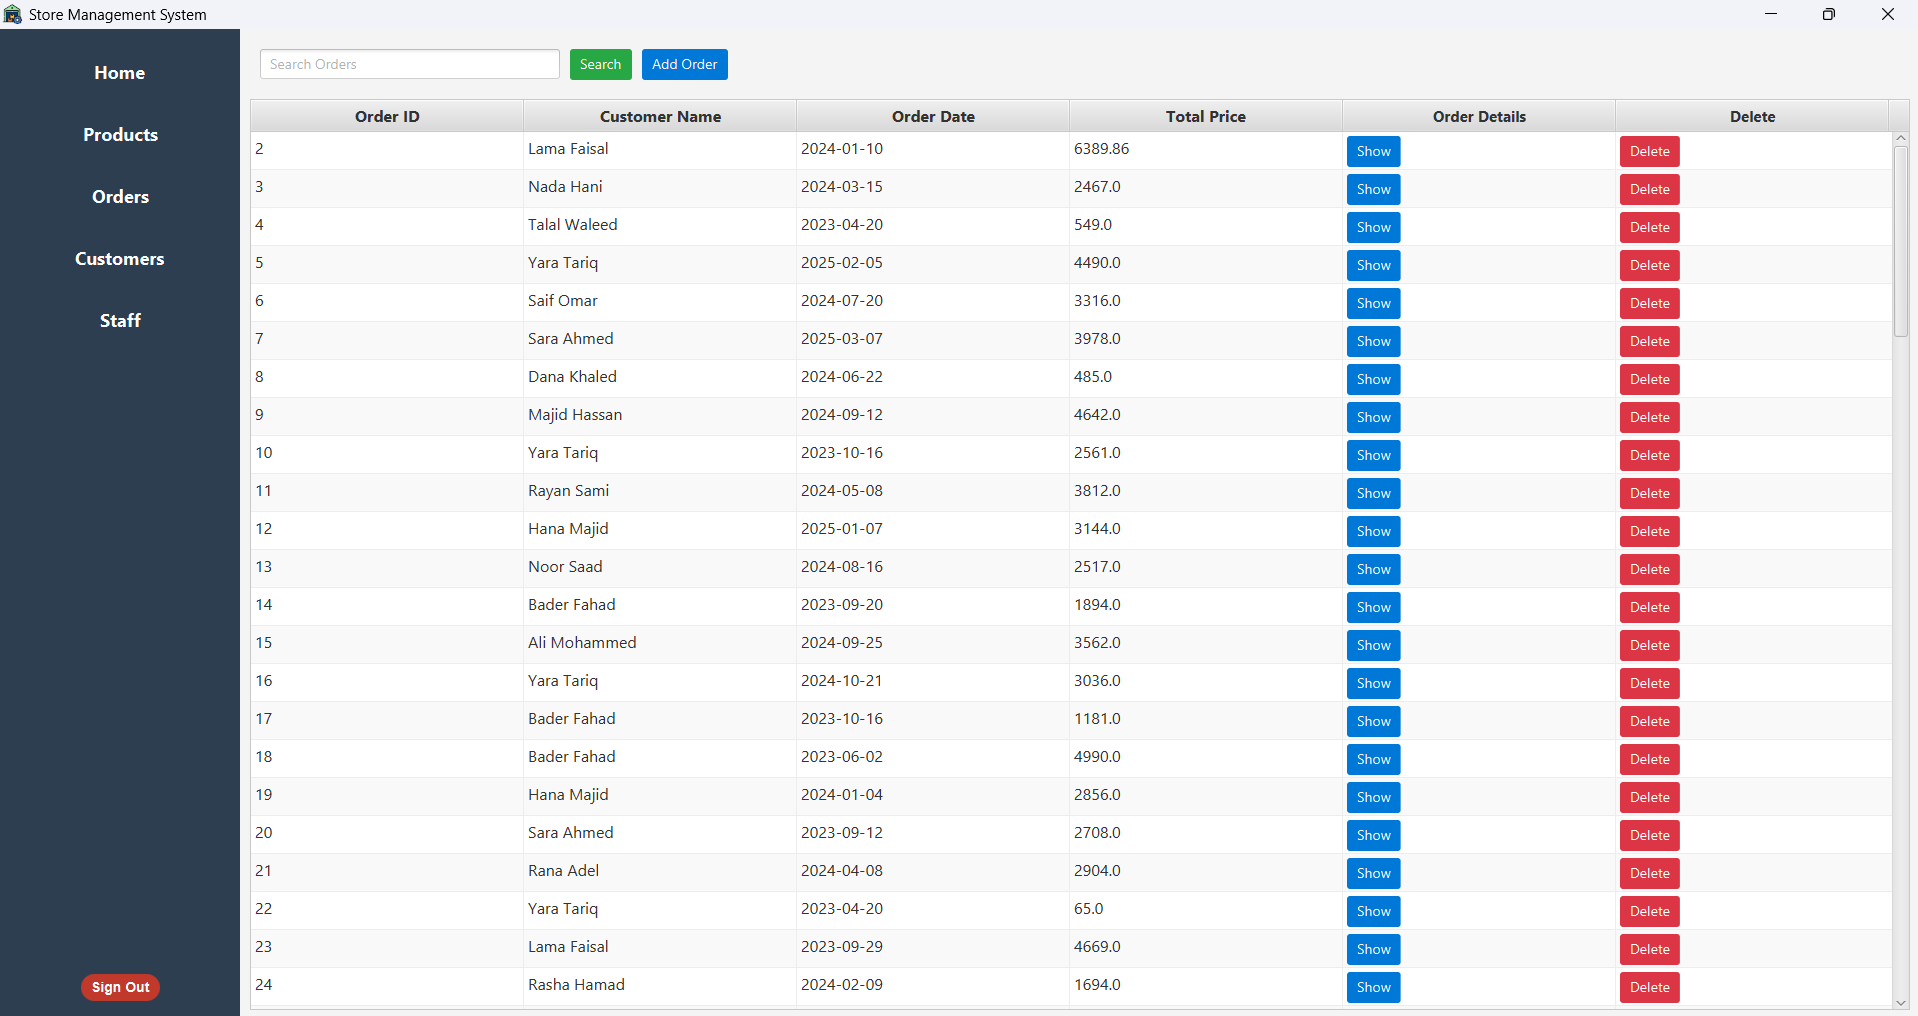 Store Management System
Home
Products
Orders
Customers
Staff
Sign Out
Search Orders Search Add Order
Order ID Customer Name Order Date Total Price Order Details Delete
2 Lama Faisal 2024-01-10 6389.86 Show Delete
3 Nada Hani 2024-03-15 2467.0 Show Delete
4 Talal Waleed 2023-04-20 549.0 Show Delete
5 Yara Tariq 2025-02-05 4490.0 Show Delete
6 Saif Omar 2024-07-20 3316.0 Show Delete
7 Sara Ahmed 2025-03-07 3978.0 Show Delete
8 Dana Khaled 2024-06-22 485.0 Show Delete
9 Majid Hassan 2024-09-12 4642.0 Show Delete
10 Yara Tariq 2023-10-16 2561.0 Show Delete
11 Rayan Sami 2024-05-08 3812.0 Show Delete
12 Hana Majid 2025-01-07 3144.0 Show Delete
13 Noor Saad 2024-08-16 2517.0 Show Delete
14 Bader Fahad 2023-09-20 1894.0 Show Delete
15 Ali Mohammed 2024-09-25 3562.0 Show Delete
16 Yara Tariq 2024-10-21 3036.0 Show Delete
17 Bader Fahad 2023-10-16 1181.0 Show Delete
18 Bader Fahad 2023-06-02 4990.0 Show Delete
19 Hana Majid 2024-01-04 2856.0 Show Delete
20 Sara Ahmed 2023-09-12 2708.0 Show Delete
21 Rana Adel 2024-04-08 2904.0 Show Delete
22 Yara Tariq 2023-04-20 65.0 Show Delete
23 Lama Faisal 2023-09-29 4669.0 Show Delete
24 Rasha Hamad 2024-02-09 1694.0 Show Delete